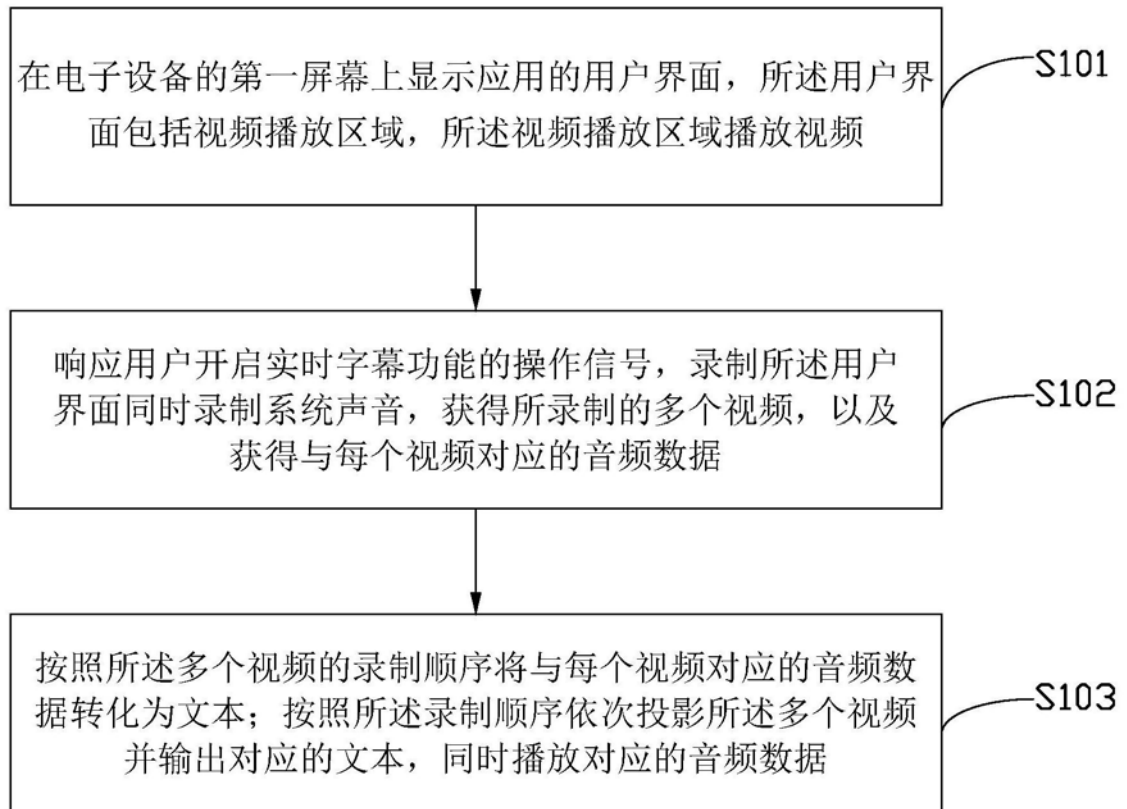 在电子设备的第一屏幕上显示应用的用户界面，所述用户界
面包括视频播放区域，所述视频播放区域播放视频
S101
响应用户开启实时字幕功能的操作信号，录制所述用户
界面同时录制系统声音，获得所录制的多个视频，以及
获得与每个视频对应的音频数据
S102
按照所述多个视频的录制顺序将与每个视频对应的音频数
据转化为文本；按照所述录制顺序依次投影所述多个视频
并输出对应的文本，同时播放对应的音频数据
S103